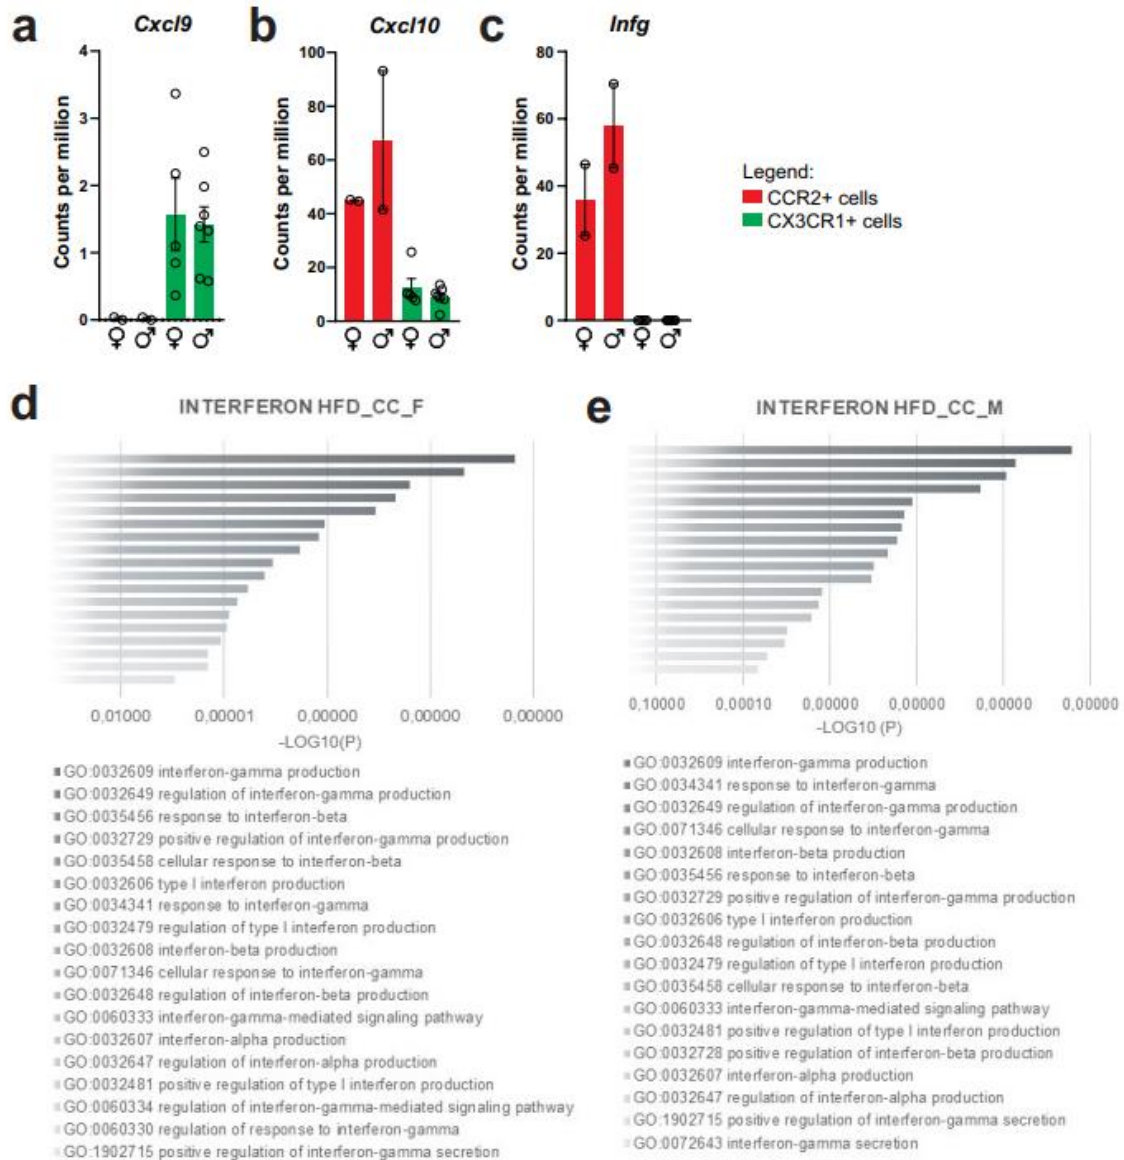 a
Cxcl9
b
Cxcl10
c
Infg
Counts per million
4
3
2
1
0
♀ ♂ ♀ ♂
Counts per million
100
80
60
40
20
0
♀ ♂ ♀ ♂
Counts per million
80
60
40
20
0
♀ ♂ ♀ ♂
Legend:
CCR2+ cells
CX3CR1+ cells
d
INTERFERON HFD_CC_F
0,01000 0,00001 0,00000 0,00000 0,00000
-LOG10(P)
GO:0032609 interferon-gamma production
GO:0032649 regulation of interferon-gamma production
GO:0035456 response to interferon-beta
GO:0032729 positive regulation of interferon-gamma production
GO:0035458 cellular response to interferon-beta
GO:0032606 type I interferon production
GO:0034341 response to interferon-gamma
GO:0032479 regulation of type I interferon production
GO:0032608 interferon-beta production
GO:0071346 cellular response to interferon-gamma
GO:0032648 regulation of interferon-beta production
GO:0060333 interferon-gamma-mediated signaling pathway
GO:0032607 interferon-alpha production
GO:0032647 regulation of interferon-alpha production
GO:0032481 positive regulation of type I interferon production
GO:0060334 regulation of interferon-gamma-mediated signaling pathway
GO:0060330 regulation of response to interferon-gamma
GO:1902715 positive regulation of interferon-gamma secretion
e
INTERFERON HFD_CC_M
0,10000 0,00010 0,00000 0,00000 0,00000 0,00000
-LOG10 (P)
GO:0032609 interferon-gamma production
GO:0034341 response to interferon-gamma
GO:0032649 regulation of interferon-gamma production
GO:0071346 cellular response to interferon-gamma
GO:0032608 interferon-beta production
GO:0035456 response to interferon-beta
GO:0032729 positive regulation of interferon-gamma production
GO:0032606 type I interferon production
GO:0032648 regulation of interferon-beta production
GO:0032479 regulation of type I interferon production
GO:0035458 cellular response to interferon-beta
GO:0060333 interferon-gamma-mediated signaling pathway
GO:0032481 positive regulation of type I interferon production
GO:0032728 positive regulation of interferon-beta production
GO:0032607 interferon-alpha production
GO:0032647 regulation of interferon-alpha production
GO:1902715 positive regulation of interferon-gamma secretion
GO:0072643 interferon-gamma secretion